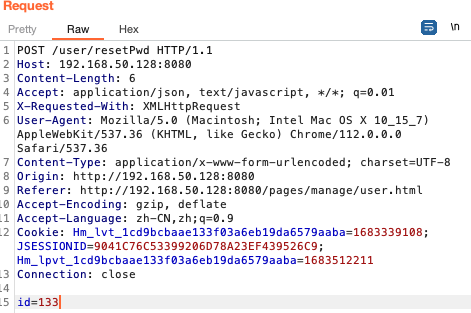 Request
Pretty Raw Hex \n
1 POST /user/resetPwd HTTP/1.1
2 Host: 192.168.50.128:8080
3 Content-Length: 6
4 Accept: application/json, text/javascript, */*; q=0.01
5 X-Requested-With: XMLHttpRequest
6 User-Agent: Mozilla/5.0 (Macintosh; Intel Mac OS X 10_15_7)
AppleWebKit/537.36 (KHTML, like Gecko) Chrome/112.0.0.0
Safari/537.36
7 Content-Type: application/x-www-form-urlencoded; charset=UTF-8
8 Origin: http://192.168.50.128:8080
9 Referer: http://192.168.50.128:8080/pages/manage/user.html
10 Accept-Encoding: gzip, deflate
11 Accept-Language: zh-CN,zh;q=0.9
12 Cookie: Hm_lvt_1cd9bcbaae133f03a6eb19da6579aaba=1683339108;
JSESSIONID=9041C76C53399206D78A23EF439526C9;
Hm_lpvt_1cd9bcbaae133f03a6eb19da6579aaba=1683512211
13 Connection: close
14
15 id=133